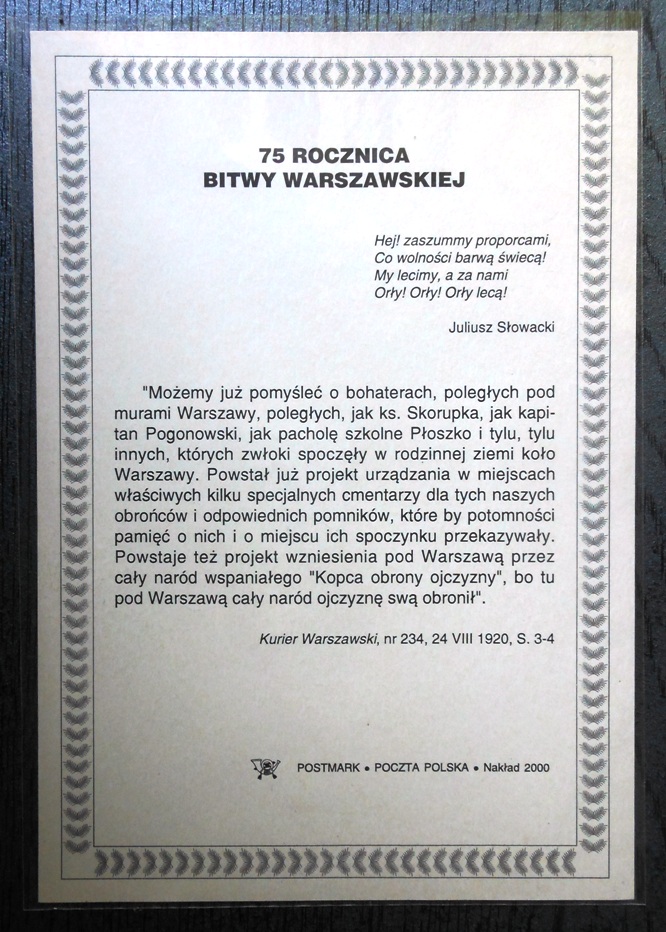 75 ROCZNICA
BITWY WARSZAWSKIEJ
Hej! zaszummy proporcami,
Co wolności barwą świecą!
My lecimy, a za nami
Orły! Orły! Orły lecą!
Juliusz Słowacki
"Możemy już pomyśleć o bohaterach, poległych pod
murami Warszawy, poległych, jak ks. Skorupka, jak kapi-
tan Pogonowski, jak pacholę szkolne Płoszko i tylu, tylu
innych, których zwłoki spoczęły w rodzinnej ziemi koło
Warszawy. Powstał już projekt urządzania w miejscach
właściwych kilku specjalnych cmentarzy dla tych naszych
obrońców i odpowiednich pomników, które by potomności
pamięć o nich i o miejscu ich spoczynku przekazywały.
Powstaje też projekt wzniesienia pod Warszawą przez
cały naród wspaniałego "Kopca obrony ojczyzny", bo tu
pod Warszawą cały naród ojczyznę swą obronił".
Kurier Warszawski, nr 234, 24 VIII 1920, S. 3-4
POSTMARK • POCZTA POLSKA • Nakład 2000